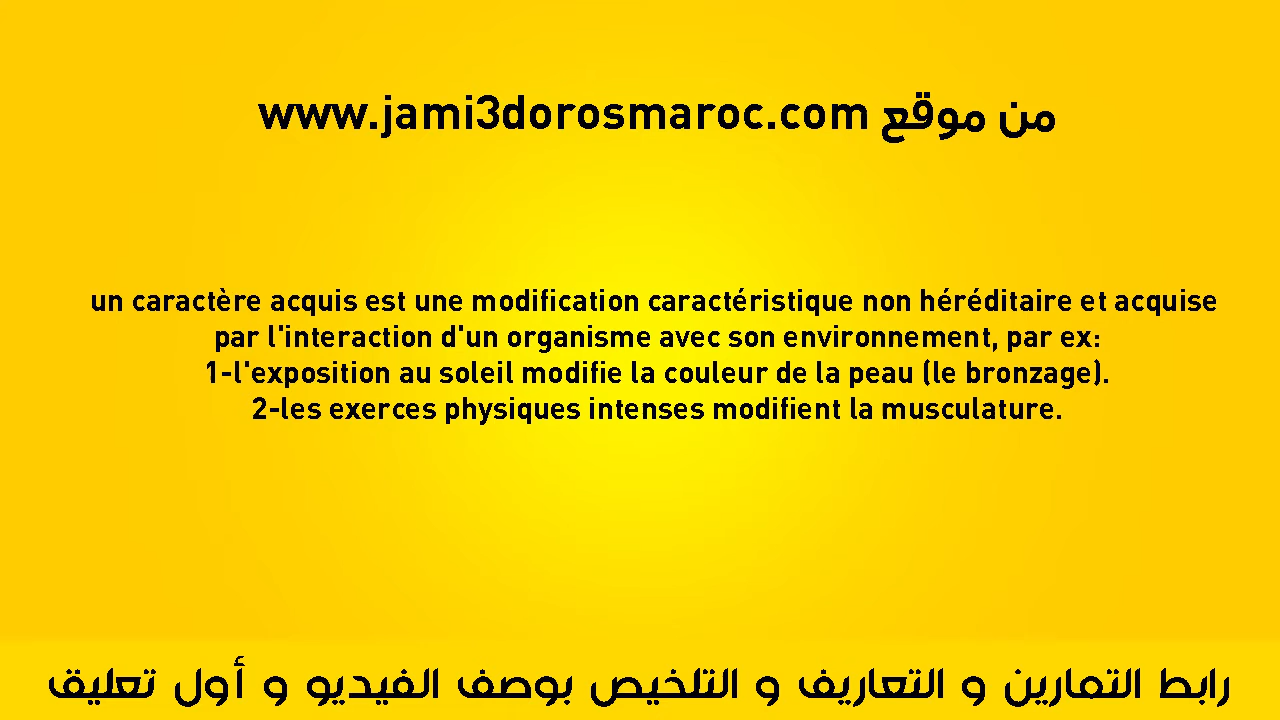 من موقع www.jami3dorosmaroc.com
un caractère acquis est une modification caractéristique non héréditaire et acquise
par l'interaction d'un organisme avec son environnement, par ex:
1-l'exposition au soleil modifie la couleur de la peau (le bronzage).
2-les exerces physiques intenses modifient la musculature.
رابط التمارين و التعاريف و التلخيص بوصف الفيديو و أول تعليق